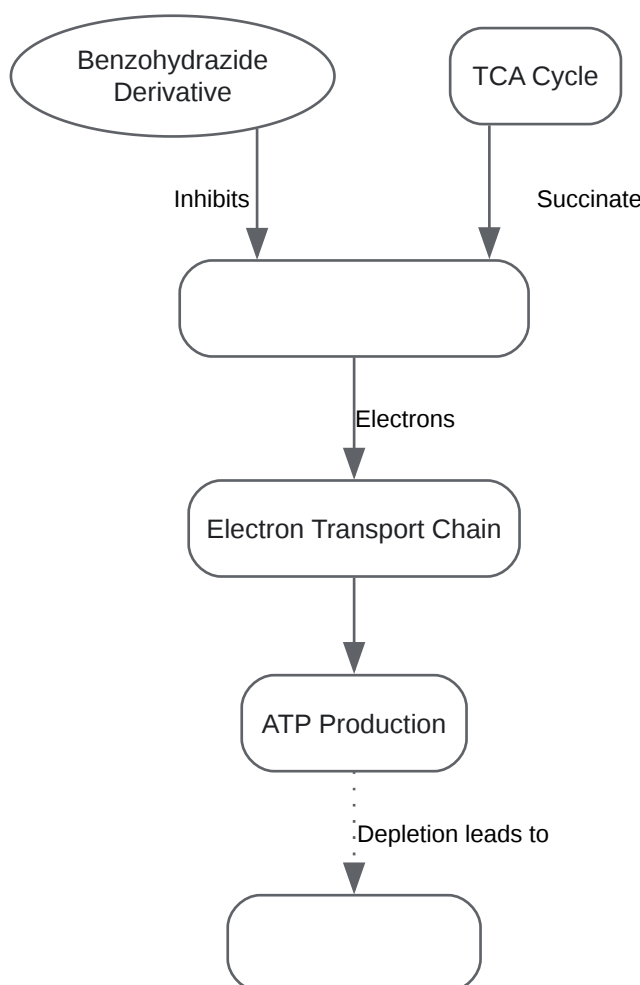 Benzohydrazide
Derivative
TCA Cycle
Inhibits
Succinate
Electrons
Electron Transport Chain
ATP Production
Depletion leads to